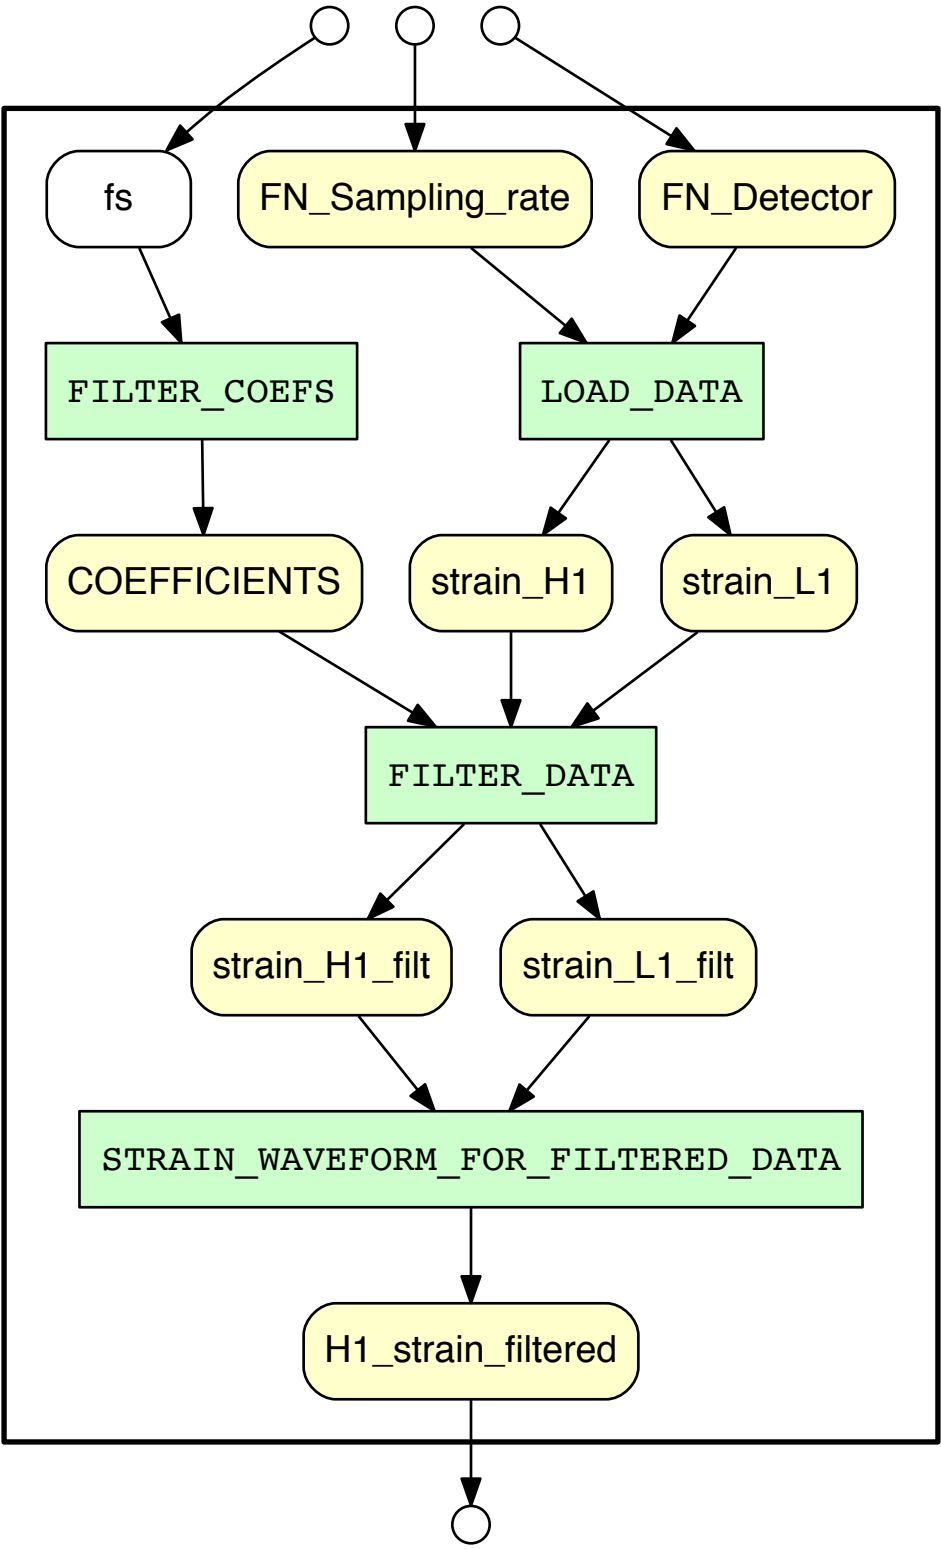 fs
FN_Sampling_rate
FN_Detector
FILTER_COEFS
LOAD_DATA
COEFFICIENTS
strain_H1
strain_L1
FILTER_DATA
strain_H1_filt
strain_L1_filt
STRAIN_WAVEFORM_FOR_FILTERED_DATA
H1_strain_filtered